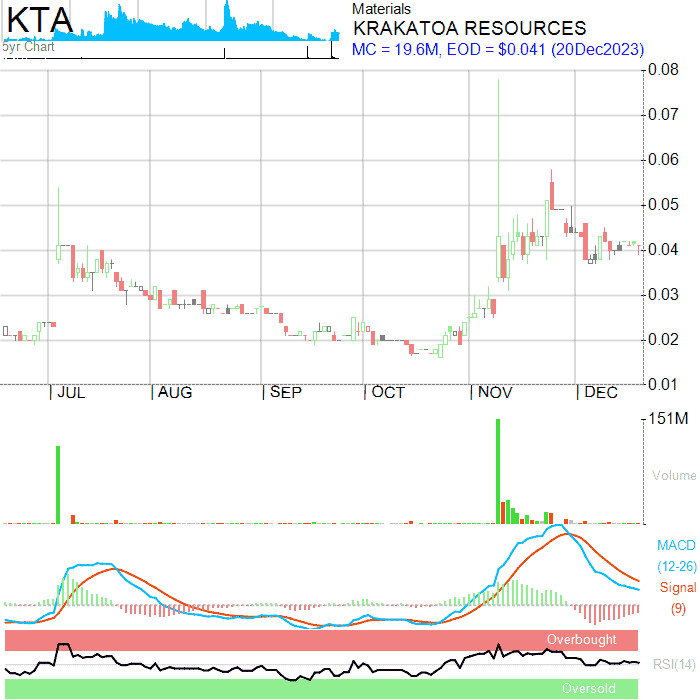 KTA
5yr Chart
Materials
KRAKATOA RESOURCES
MC = 19.6M, EOD = $0.041 (20Dec2023)
0.08
0.07
0.06
0.05
0.04
0.03
0.02
0.01
JUL AUG SEP OCT NOV DEC
151M
Volume
MACD
(12-26)
Signal
(9)
Overbought
RSI(14)
Oversold